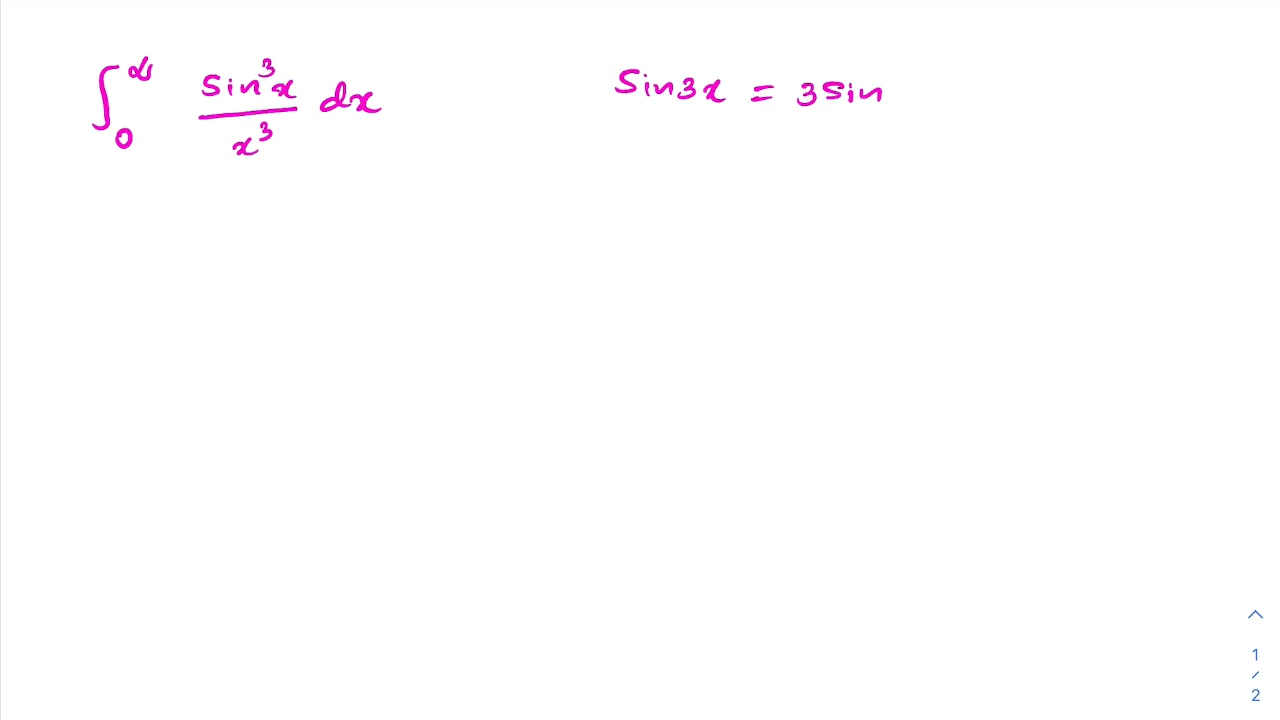 ∫₀^∞ sin³x / x³ dx
sin3x = 3sin
1
/
2